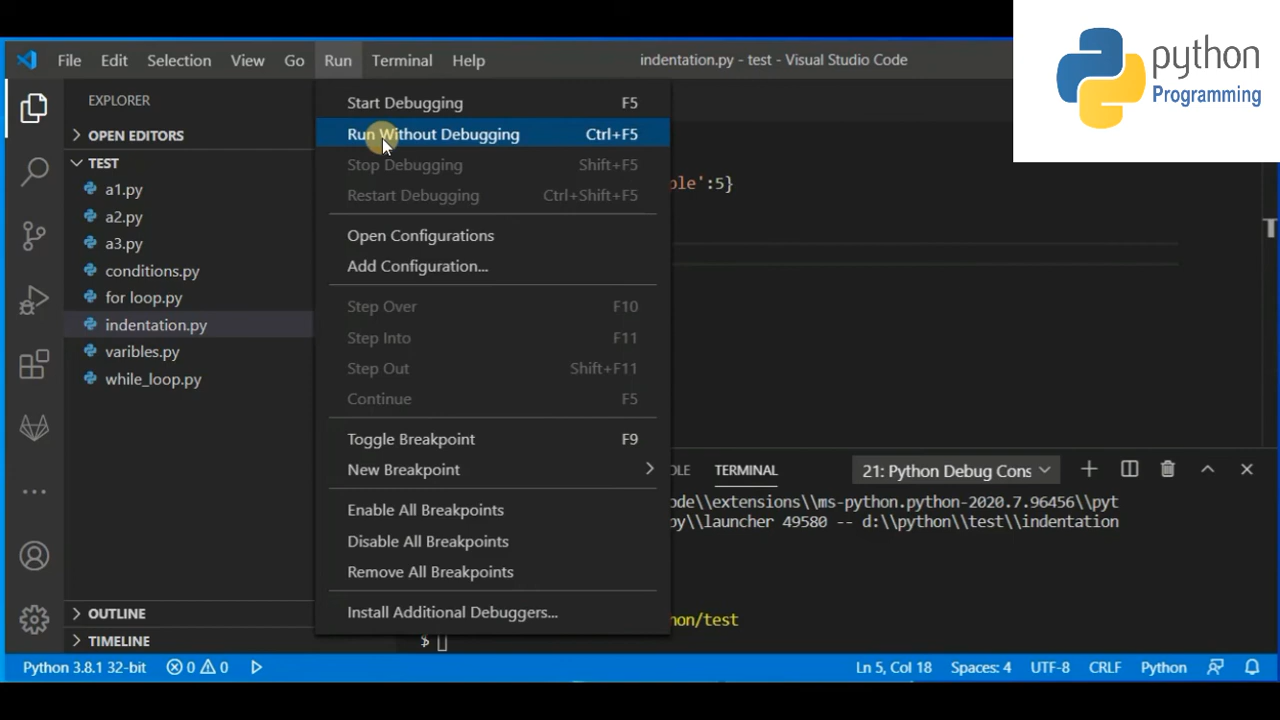 File Edit Selection View Go Run Terminal Help indentation.py - test - Visual Studio Code
python
Programming
EXPLORER
OPEN EDITORS
TEST
a1.py
a2.py
a3.py
conditions.py
for loop.py
indentation.py
varibles.py
while_loop.py
OUTLINE
TIMELINE
Start Debugging F5
Run Without Debugging Ctrl+F5
Stop Debugging Shift+F5
Restart Debugging Ctrl+Shift+F5
Open Configurations
Add Configuration...
Step Over F10
Step Into F11
Step Out Shift+F11
Continue F5
Toggle Breakpoint F9
New Breakpoint
Enable All Breakpoints
Disable All Breakpoints
Remove All Breakpoints
Install Additional Debuggers...
ple':5}
OLE TERMINAL 21: Python Debug Cons
ode\\extensions\\ms-python.python-2020.7.96456\\pyt
py\\launcher 49580 -- d:\\python\\test\\indentation
hon/test
$
Python 3.8.1 32-bit 0 0 Ln 5, Col 18 Spaces: 4 UTF-8 CRLF Python